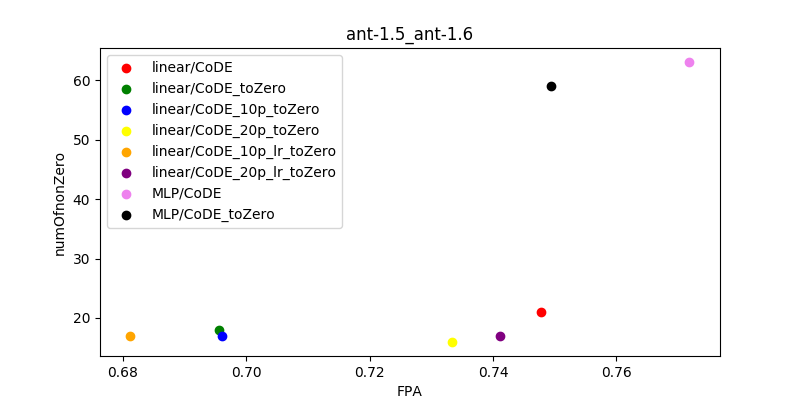 ant-1.5_ant-1.6
linear/CoDE
linear/CoDE_toZero
linear/CoDE_10p_toZero
linear/CoDE_20p_toZero
linear/CoDE_10p_lr_toZero
linear/CoDE_20p_lr_toZero
MLP/CoDE
MLP/CoDE_toZero
numOfnonZero
60
50
40
30
20
0.68 0.70 0.72 0.74 0.76
FPA